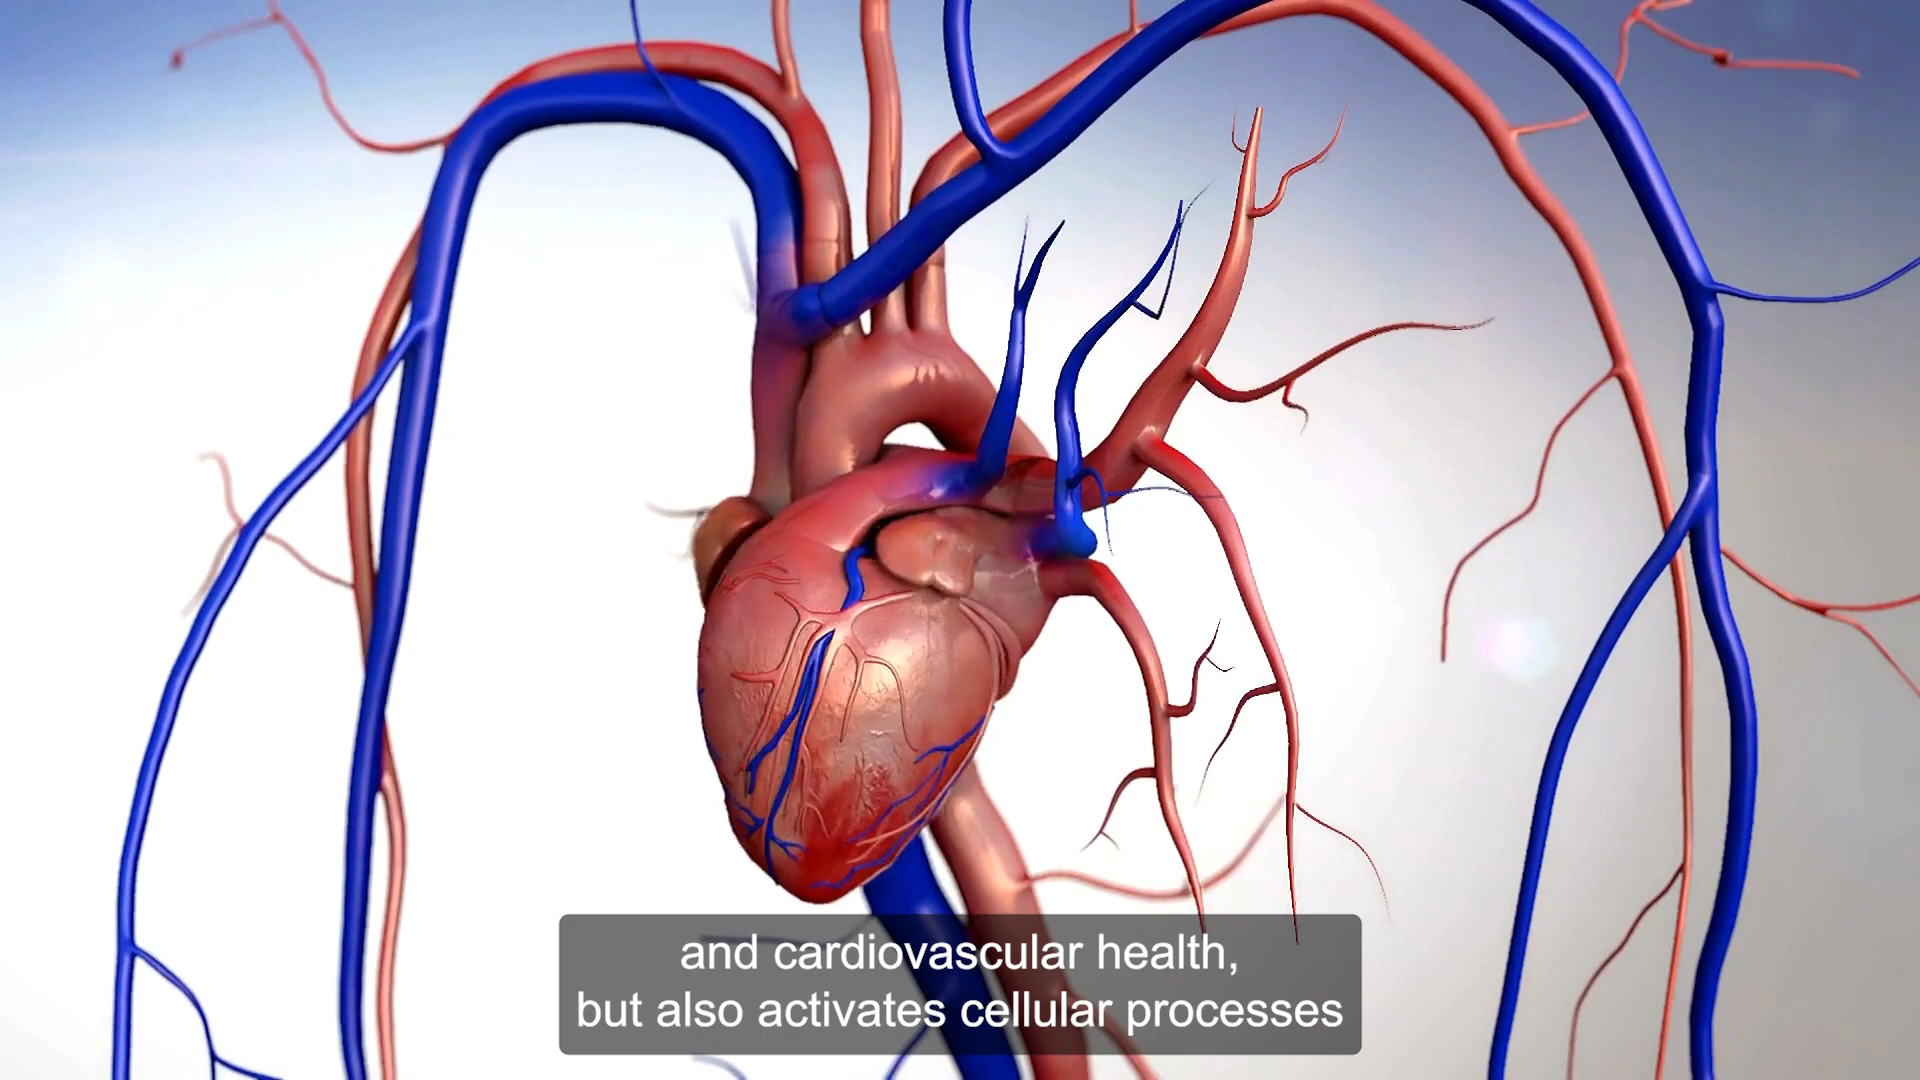 and cardiovascular health,
but also activates cellular processes